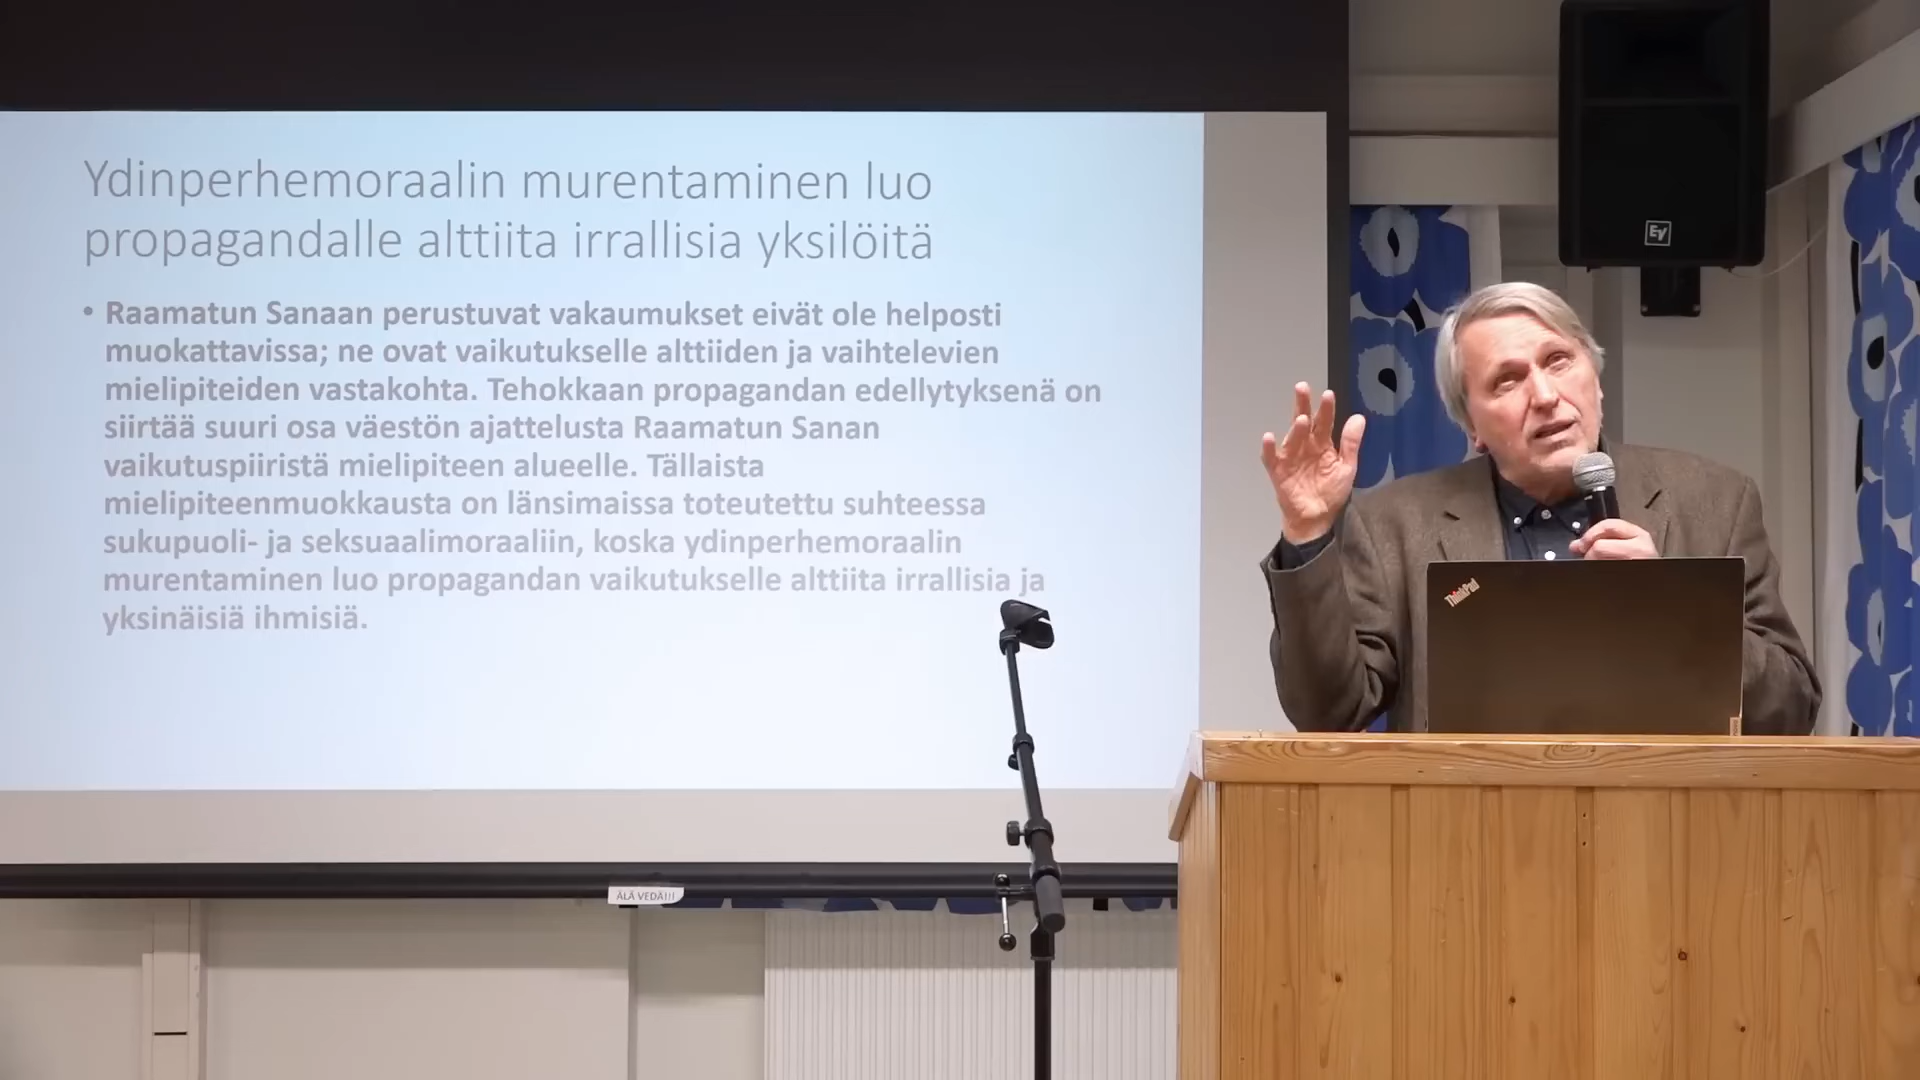 Ydinperhemoraalin murentaminen luo
propagandalle alttiita irrallisia yksilöitä
• Raamatun Sanaan perustuvat vakaumukset eivät ole helposti
muokattavissa; ne ovat vaikutukselle alttiiden ja vaihtelevien
mielipiteiden vastakohta. Tehokkaan propagandan edellytyksenä on
siirtää suuri osa väestön ajattelusta Raamatun Sanan
vaikutuspiiristä mielipiteen alueelle. Tällaista
mielipiteenmuokkausta on länsimaissa toteutettu suhteessa
sukupuoli- ja seksuaalimoraaliin, koska ydinperhemoraalin
murentaminen luo propagandan vaikutukselle alttiita irrallisia ja
yksinäisiä ihmisiä.
EV
ThinkPad
ÄLÄ VEDÄ!!!